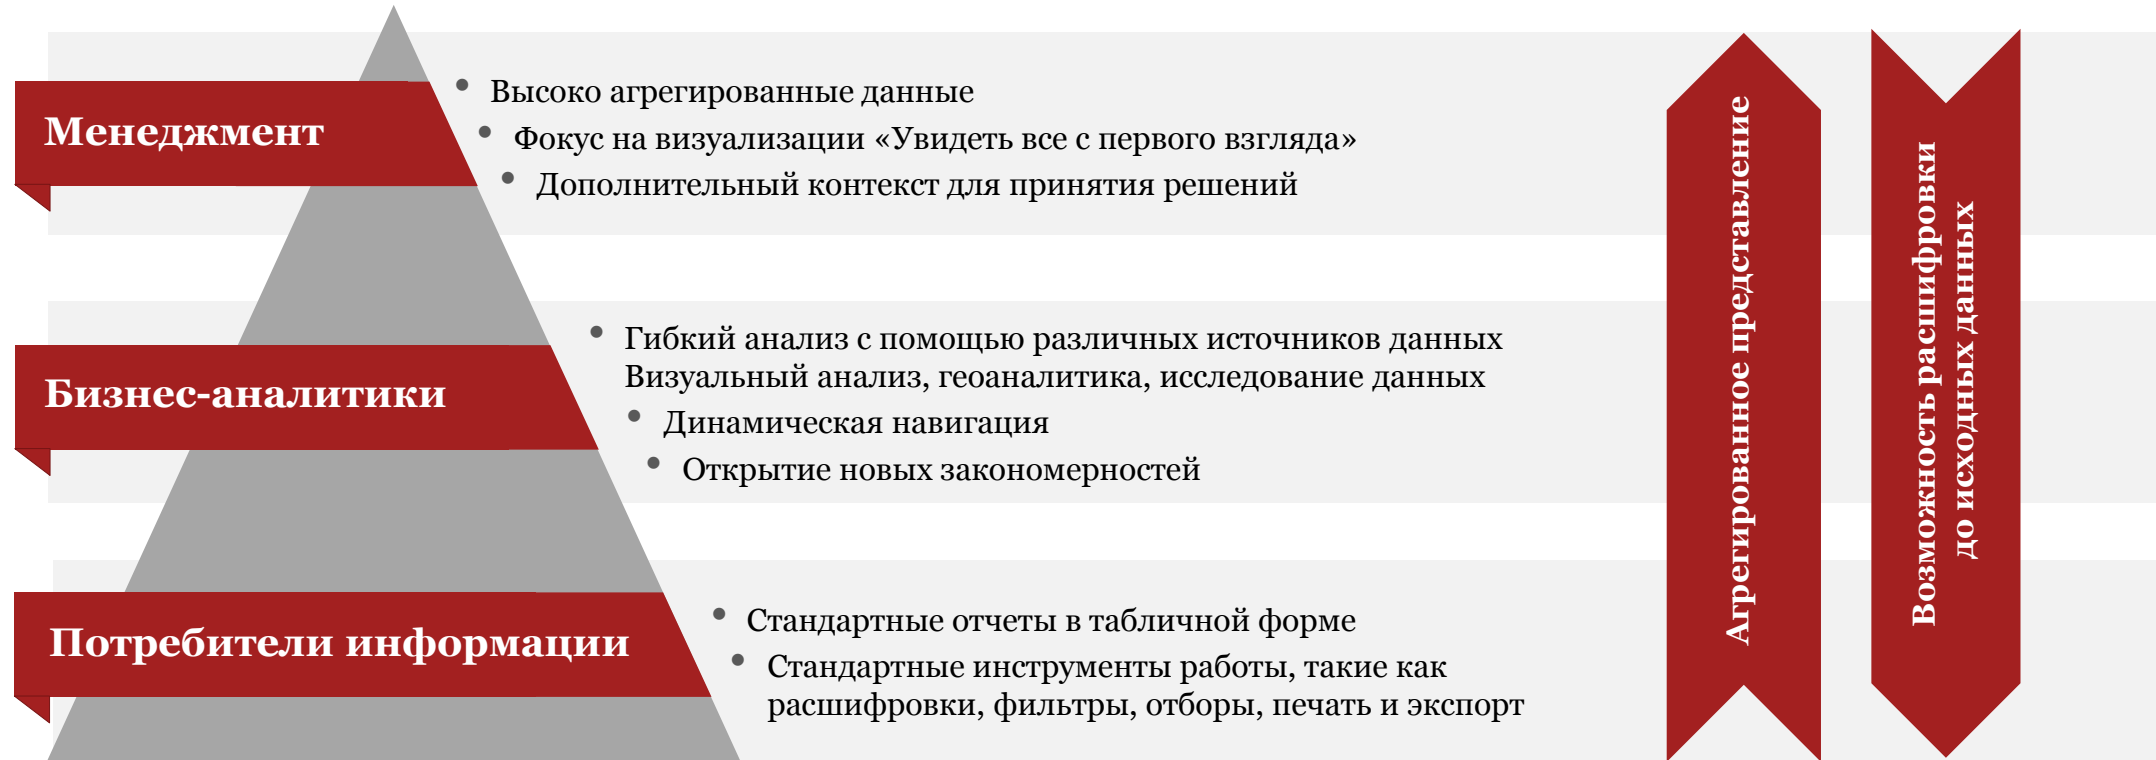 Менеджмент
• Высоко агрегированные данные
• Фокус на визуализации «Увидеть все с первого взгляда»
• Дополнительный контекст для принятия решений
Бизнес-аналитики
• Гибкий анализ с помощью различных источников данных
Визуальный анализ, геоаналитика, исследование данных
• Динамическая навигация
• Открытие новых закономерностей
Потребители информации
• Стандартные отчеты в табличной форме
• Стандартные инструменты работы, такие как
расшифровки, фильтры, отборы, печать и экспорт
Агрегированное представление
Возможность расшифровки
до исходных данных